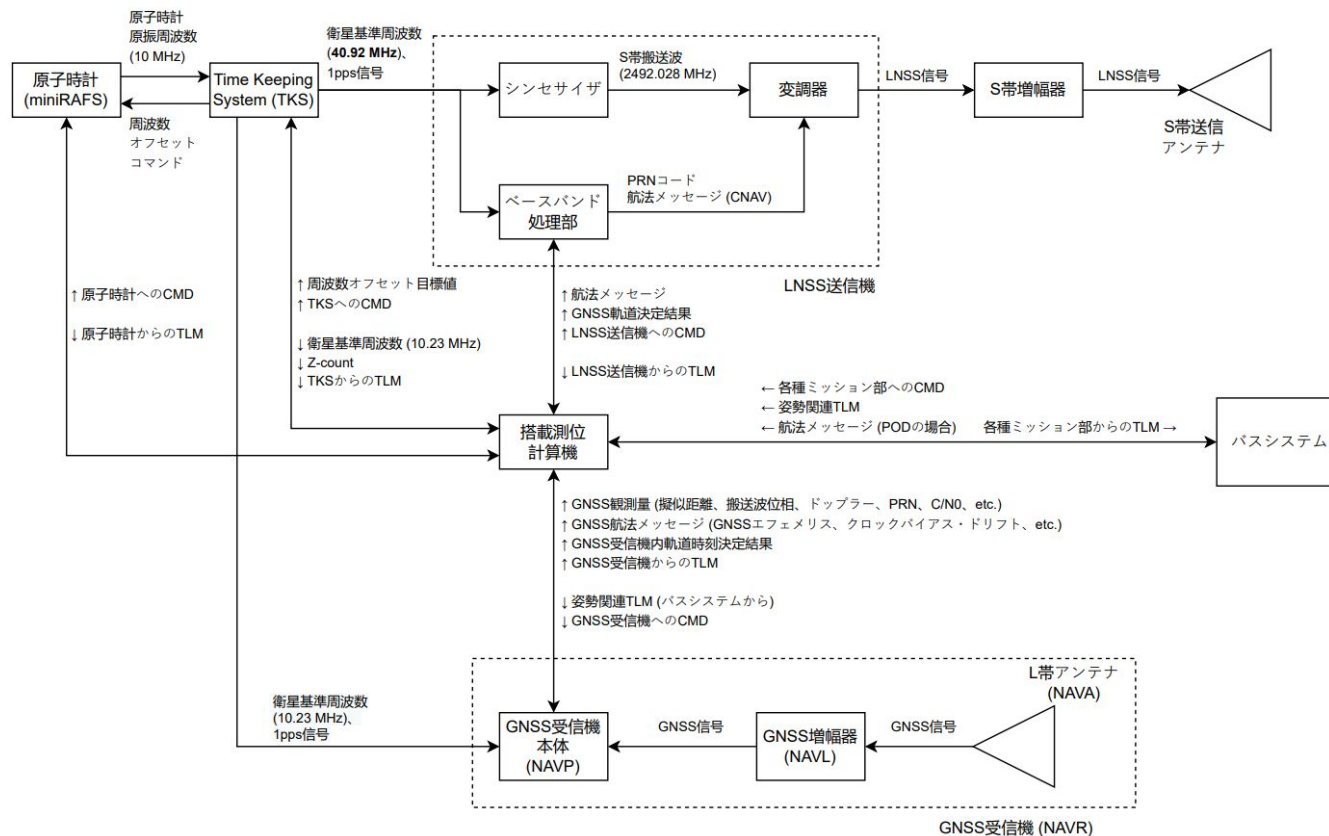 原子時計
原振周波数
(10 MHz)
衛星基準周波数
(40.92 MHz)、
1pps信号
原子時計
(miniRAFS)
Time Keeping
System (TKS)
周波数
オフセット
コマンド
シンセサイザ
S帯搬送波
(2492.028 MHz)
変調器
LNSS信号
S帯増幅器
LNSS信号
S帯送信
アンテナ
PRNコード
航法メッセージ (CNAV)
ベースバンド
処理部
LNSS送信機
↑ 原子時計へのCMD
↓ 原子時計からのTLM
↑ 周波数オフセット目標値
↑ TKSへのCMD
↓ 衛星基準周波数 (10.23 MHz)
↓ Z-count
↓ TKSからのTLM
↑ 航法メッセージ
↑ GNSS軌道決定結果
↑ LNSS送信機へのCMD
↓ LNSS送信機からのTLM
← 各種ミッション部へのCMD
← 姿勢関連TLM
← 航法メッセージ (PODの場合) 各種ミッション部からのTLM →
搭載測位
計算機
バスシステム
↑ GNSS観測量 (擬似距離、搬送波位相、ドップラー、PRN、C/N0、etc.)
↑ GNSS航法メッセージ (GNSSエフェメリス、クロックバイアス・ドリフト、etc.)
↑ GNSS受信機内軌道時刻決定結果
↑ GNSS受信機からのTLM
↓ 姿勢関連TLM (バスシステムから)
↓ GNSS受信機へのCMD
衛星基準周波数
(10.23 MHz)、
1pps信号
GNSS受信機
本体
(NAVP)
GNSS信号
GNSS増幅器
(NAVL)
GNSS信号
L帯アンテナ
(NAVA)
GNSS受信機 (NAVR)